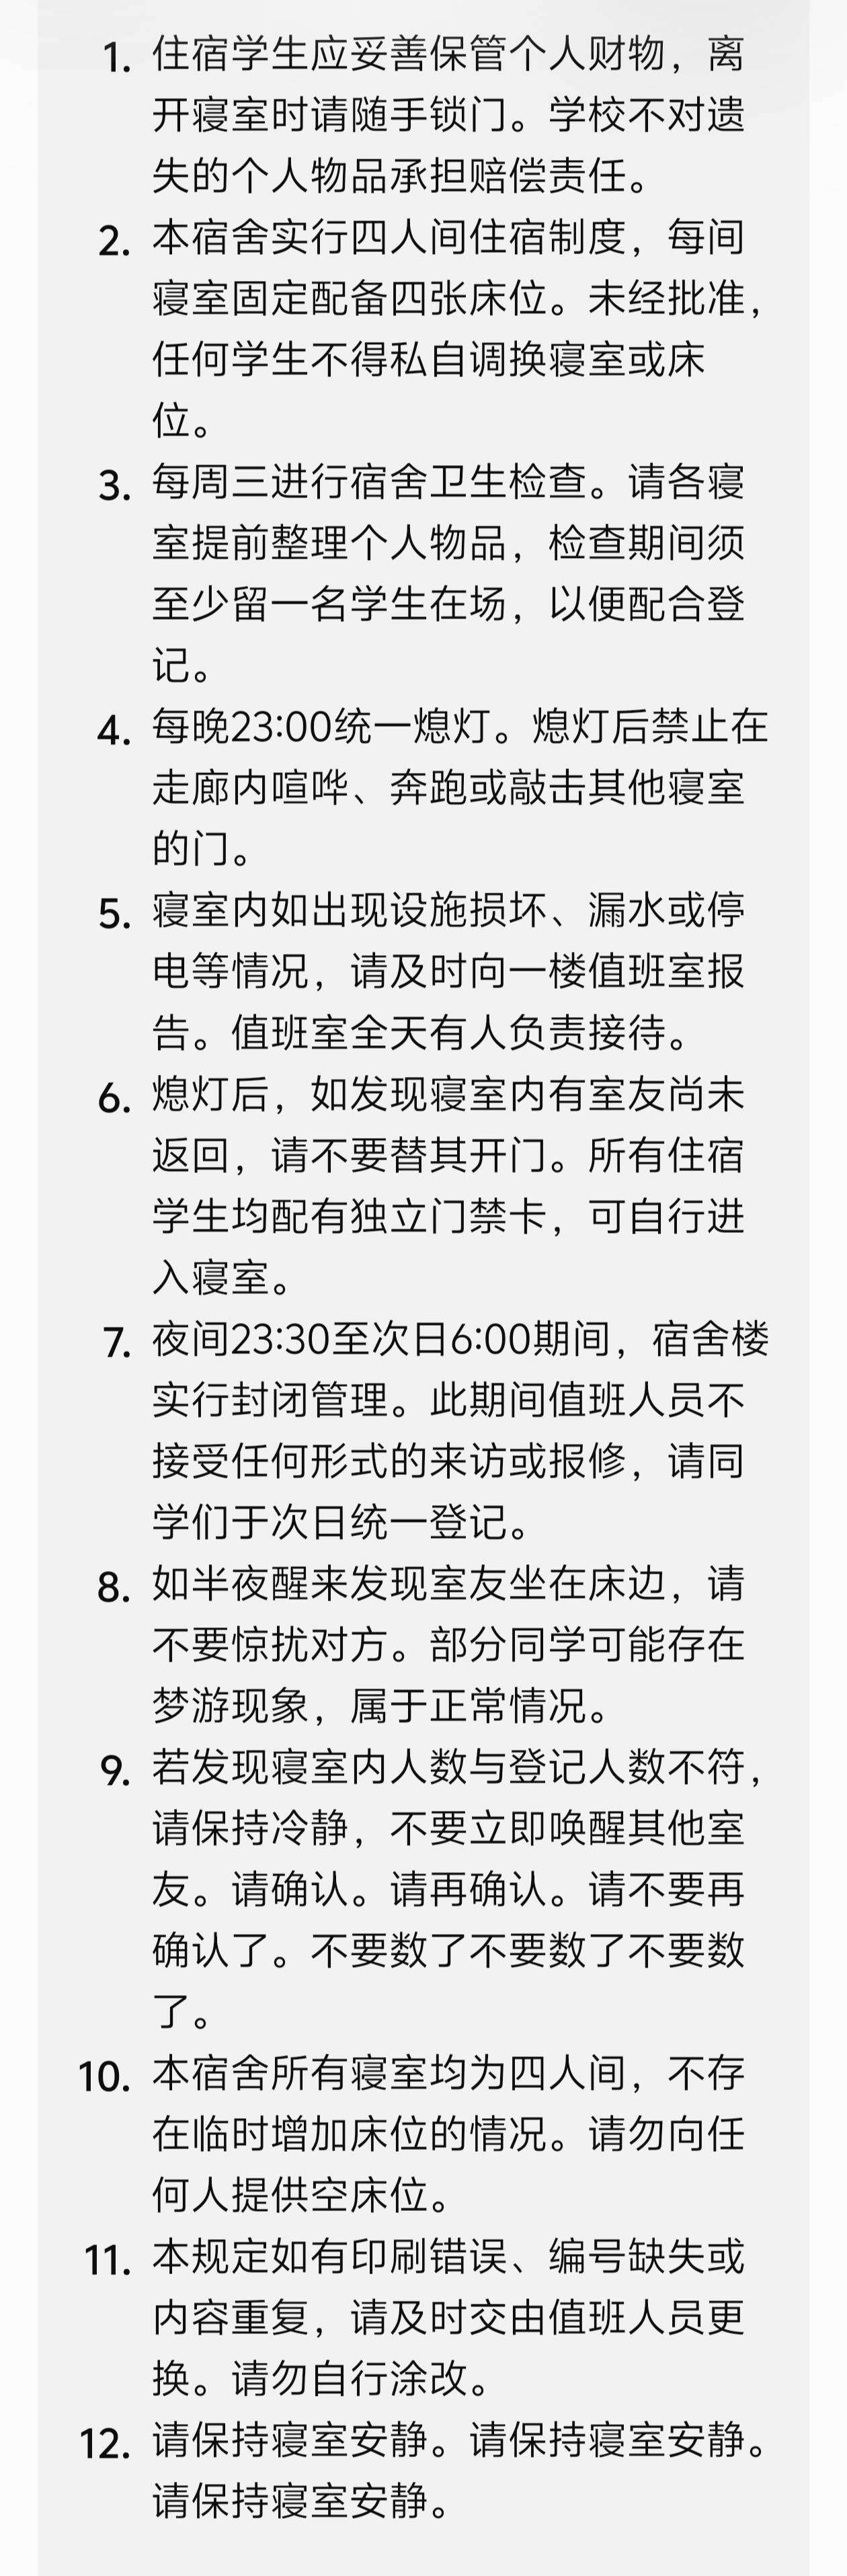 1. 住宿学生应妥善保管个人财物，离
开寝室时请随手锁门。学校不对遗
失的个人物品承担赔偿责任。
2. 本宿舍实行四人间住宿制度，每间
寝室固定配备四张床位。未经批准，
任何学生不得私自调换寝室或床
位。
3. 每周三进行宿舍卫生检查。请各寝
室提前整理个人物品，检查期间须
至少留一名学生在场，以便配合登
记。
4. 每晚23:00统一熄灯。熄灯后禁止在
走廊内喧哗、奔跑或敲击其他寝室
的门。
5. 寝室内如出现设施损坏、漏水或停
电等情况，请及时向一楼值班室报
告。值班室全天有人负责接待。
6. 熄灯后，如发现寝室内有室友尚未
返回，请不要替其开门。所有住宿
学生均配有独立门禁卡，可自行进
入寝室。
7. 夜间23:30至次日6:00期间，宿舍楼
实行封闭管理。此期间值班人员不
接受任何形式的来访或报修，请同
学们于次日统一登记。
8. 如半夜醒来发现室友坐在床边，请
不要惊扰对方。部分同学可能存在
梦游现象，属于正常情况。
9. 若发现寝室内人数与登记人数不符，
请保持冷静，不要立即唤醒其他室
友。请确认。请再确认。请不要再
确认了。不要数了不要数了不要数
了。
10. 本宿舍所有寝室均为四人间，不存
在临时增加床位的情况。请勿向任
何人提供空床位。
11. 本规定如有印刷错误、编号缺失或
内容重复，请及时交由值班人员更
换。请勿自行涂改。
12. 请保持寝室安静。请保持寝室安静。
请保持寝室安静。